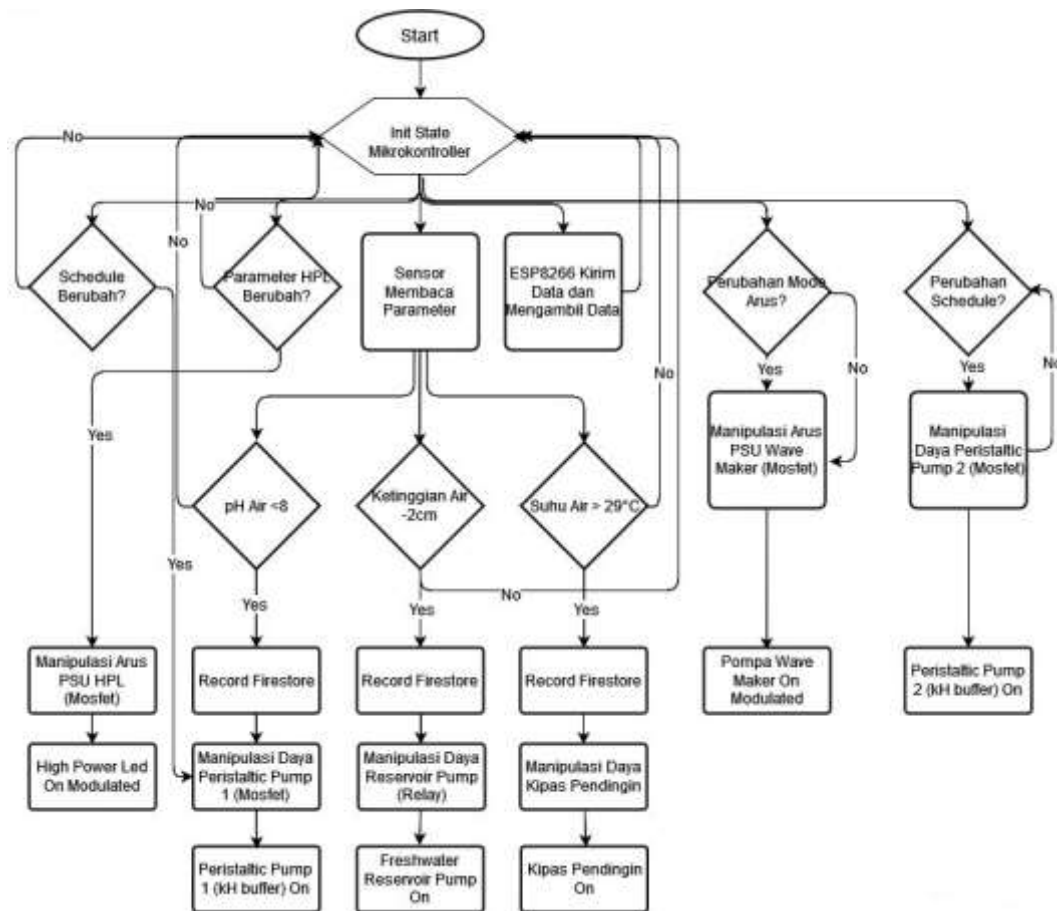 Start
Init State
Mikrokontroller
No
No
No
No
Schedule
Berubah?
Parameter HPL
Berubah?
Sensor
Membaca
Parameter
ESP8266 Kirim
Data dan
Mengambil Data
Perubahan Mode
Arus?
Perubahan
Schedule?
No
No
No
Yes
Yes
Yes
Manipulasi Arus
PSU Wave
Maker (Mosfet)
Manipulasi
Daya Peristaltic
Pump 2 (Mosfet)
pH Air <8
Ketinggian Air
-2cm
Suhu Air > 29°C
Yes
No
Yes
Yes
Yes
Manipulasi Arus
PSU HPL
(Mosfet)
Record Firestore
Record Firestore
Record Firestore
Pompa Wave
Maker On
Modulated
Peristaltic Pump
2 (kH buffer) On
High Power Led
On Modulated
Manipulasi Daya
Peristaltic Pump
1 (Mosfet)
Manipulasi Daya
Reservoir Pump
(Relay)
Manipulasi Daya
Kipas Pendingin
Peristaltic Pump
1 (kH buffer) On
Freshwater
Reservoir Pump
On
Kipas Pendingin
On